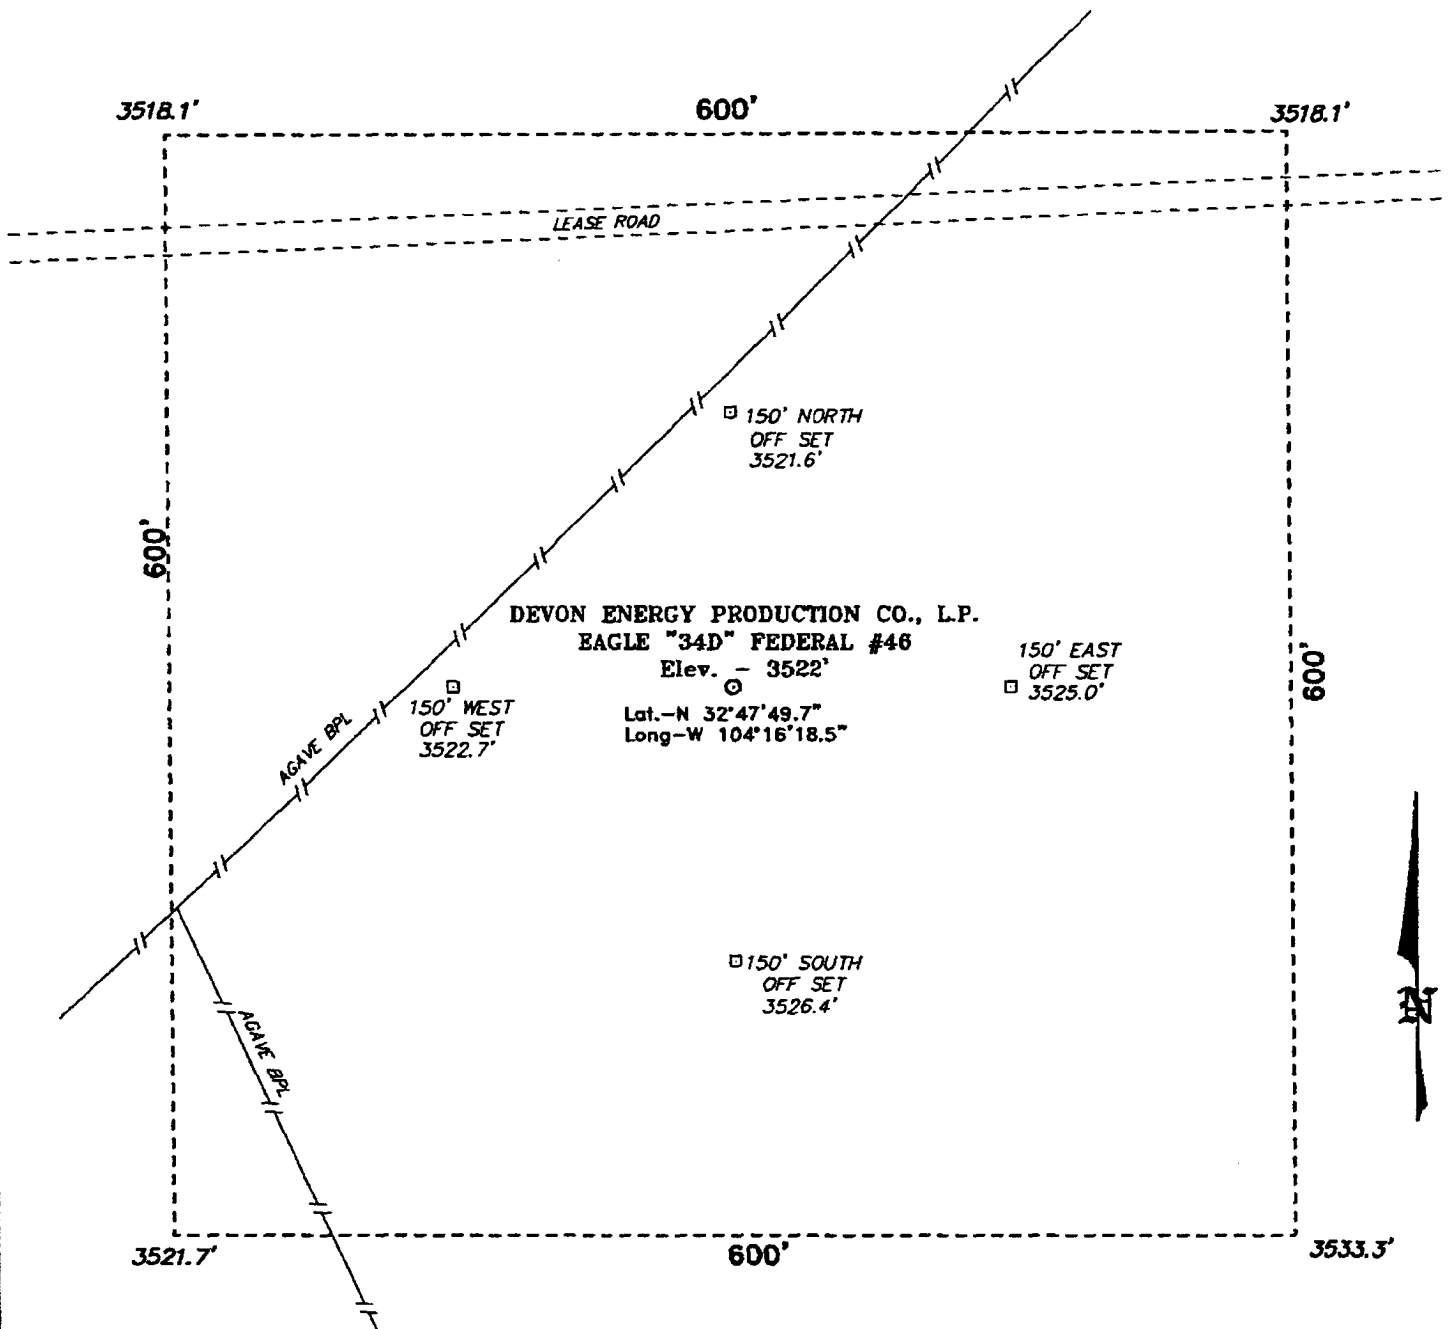 3518.1'
600'
3518.1'
LEASE ROAD
150' NORTH
OFF SET
3521.6'
600'
DEVON ENERGY PRODUCTION CO., L.P.
EAGLE "34D" FEDERAL #46
Elev. - 3522'
Lat.-N 32°47'49.7"
Long-W 104°16'18.5"
150' EAST
OFF SET
3525.0'
600'
150' WEST
OFF SET
3522.7'
AGAVE BPL
150' SOUTH
OFF SET
3526.4'
N
AGAVE BPL
3521.7'
600'
3533.3'